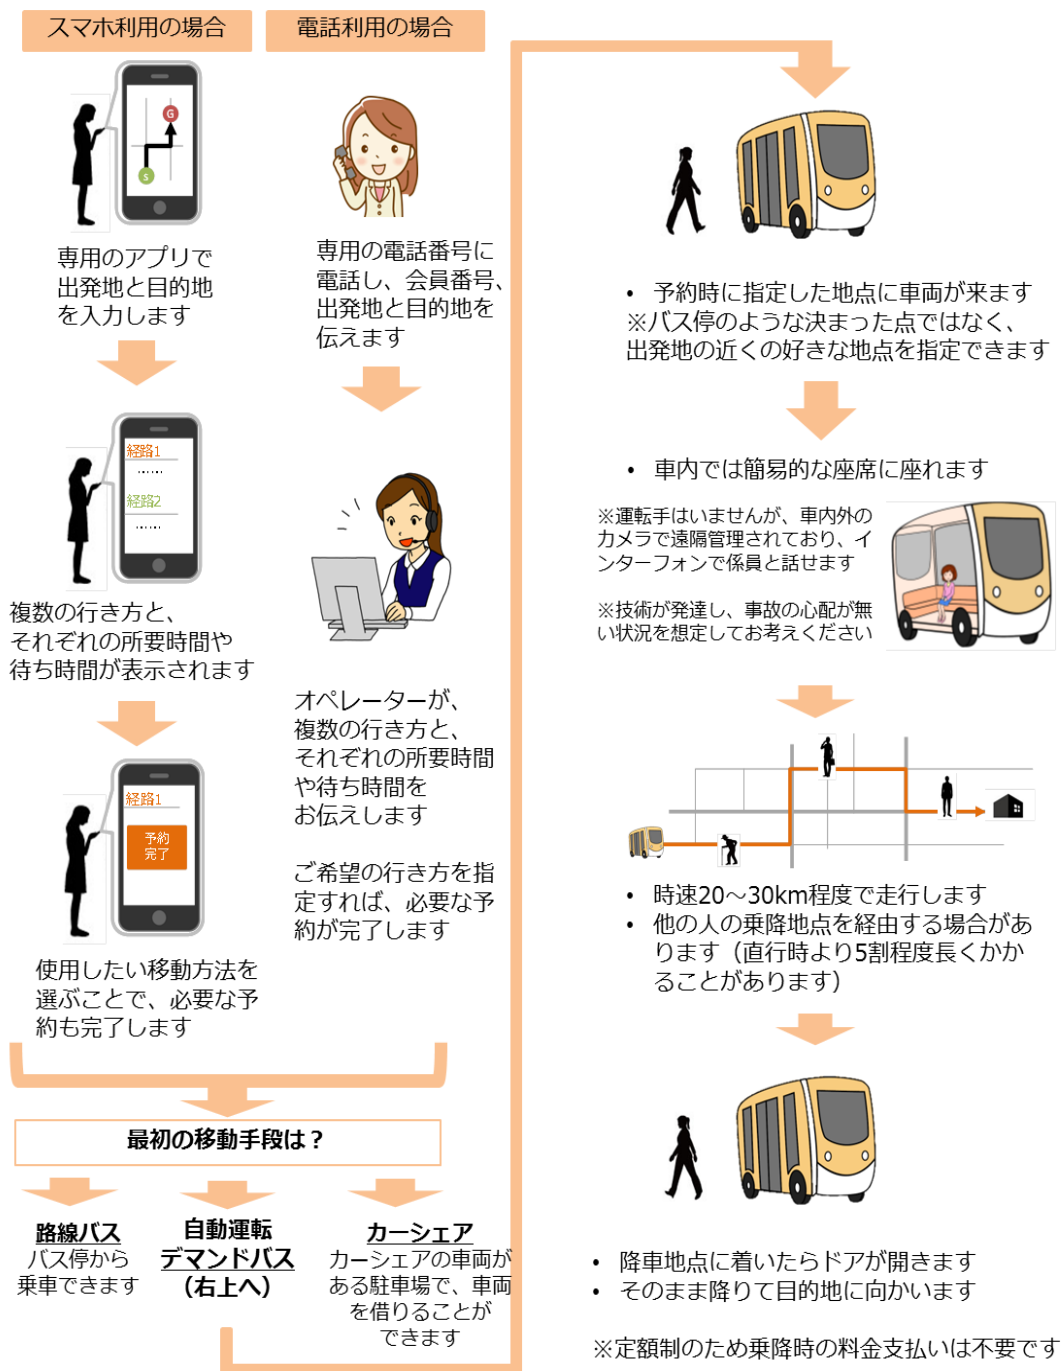 スマホ利用の場合
G
S
専用のアプリで
出発地と目的地
を入力します
経路1
……
経路2
……
複数の行き方と、
それぞれの所要時間や
待ち時間が表示されます
経路1
予約
完了
使用したい移動方法を
選ぶことで、必要な予
約も完了します
電話利用の場合
専用の電話番号に
電話し、会員番号、
出発地と目的地を
伝えます
オペレーターが、
複数の行き方と、
それぞれの所要時間
や待ち時間を
お伝えします
ご希望の行き方を指
定すれば、必要な予
約が完了します
最初の移動手段は？
路線バス
バス停から
乗車できます
自動運転
デマンドバス
（右上へ）
カーシェア
カーシェアの車両が
ある駐車場で、車両
を借りることが
できます
• 予約時に指定した地点に車両が来ます
※バス停のような決まった点ではなく、
出発地の近くの好きな地点を指定できます
• 車内では簡易的な座席に座れます
※運転手はいませんが、車内外の
カメラで遠隔管理されており、イ
ンターフォンで係員と話せます
※技術が発達し、事故の心配が無
い状況を想定してお考えください
• 時速20～30km程度で走行します
• 他の人の乗降地点を経由する場合があ
ります（直行時より5割程度長くかか
ることがあります）
• 降車地点に着いたらドアが開きます
• そのまま降りて目的地に向かいます
※定額制のため乗降時の料金支払いは不要です